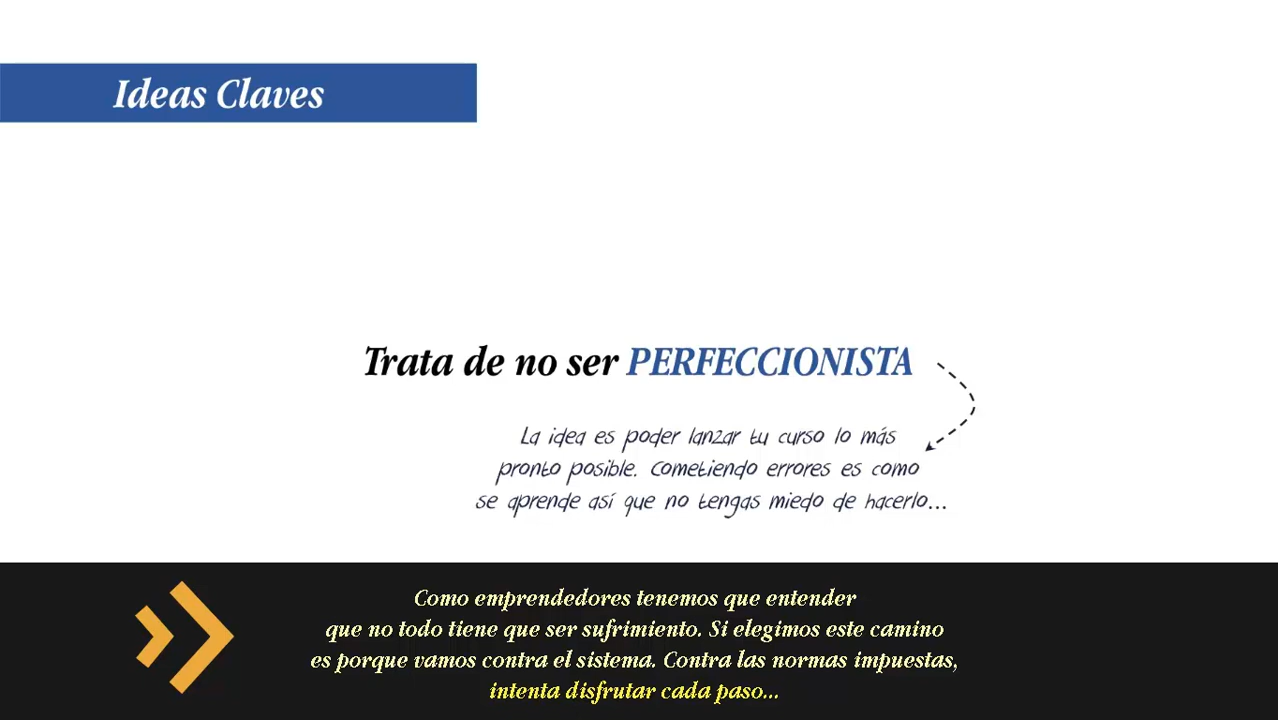 Ideas Claves
Trata de no ser PERFECCIONISTA
La idea es poder lanzar tu curso lo más
pronto posible. Cometiendo errores es como
se aprende así que no tengas miedo de hacerlo...
Como emprendedores tenemos que entender
que no todo tiene que ser sufrimiento. Si elegimos este camino
es porque vamos contra el sistema. Contra las normas impuestas,
intenta disfrutar cada paso...